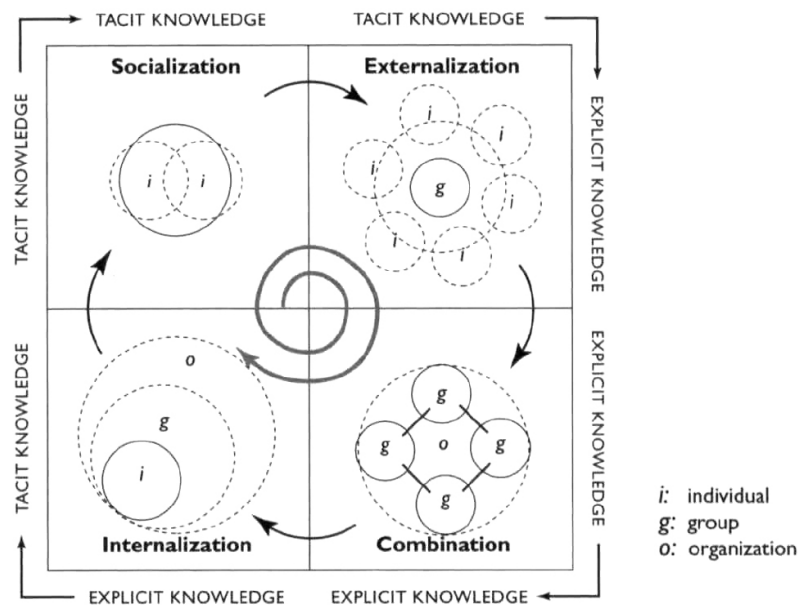 TACIT KNOWLEDGE
TACIT KNOWLEDGE
Socialization
Externalization
TACIT KNOWLEDGE
EXPLICIT KNOWLEDGE
i
i
i
i
i
i
i
i
g
TACIT KNOWLEDGE
EXPLICIT KNOWLEDGE
o
g
i
g
g
o
g
g
i: individual
g: group
o: organization
Internalization
Combination
EXPLICIT KNOWLEDGE
EXPLICIT KNOWLEDGE